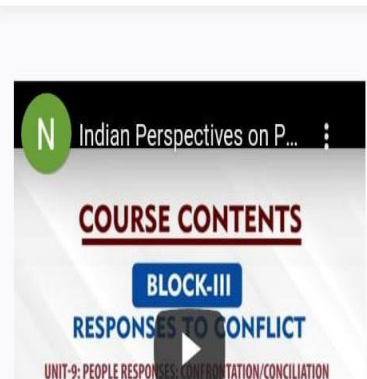 N
Indian Perspectives on P...
COURSE CONTENTS
BLOCK-III
RESPONSES TO CONFLICT
UNIT-9: PEOPLE RESPONSES: CONFRONTATION/CONCILIATION